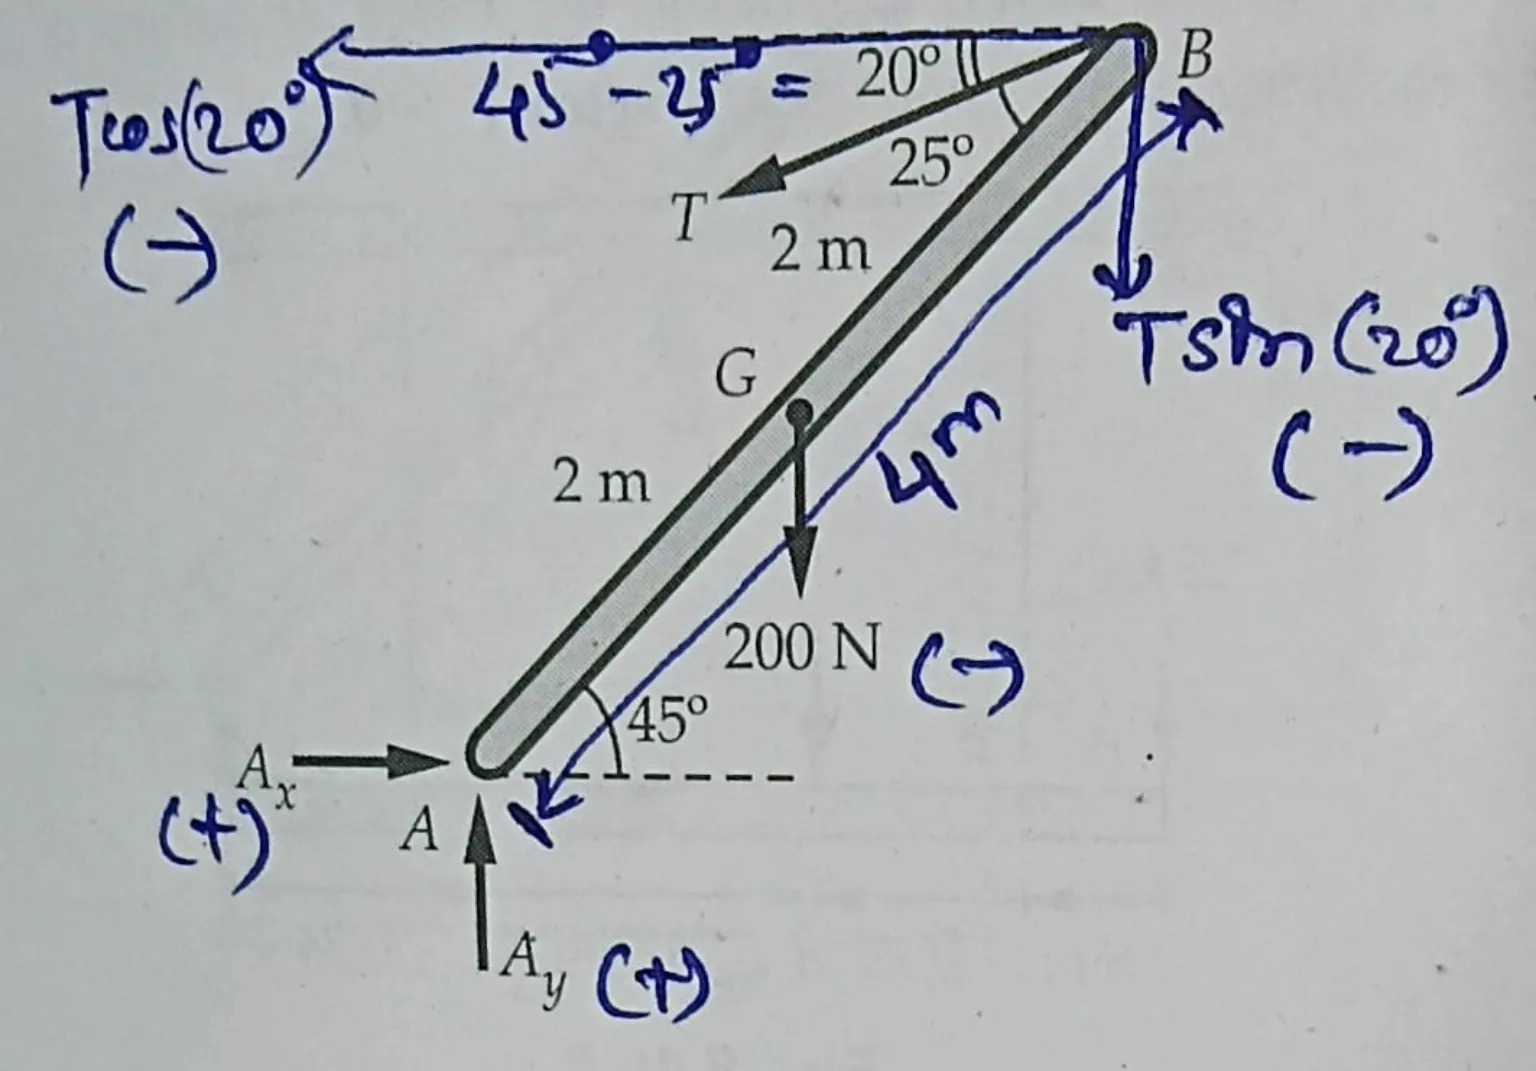 B
Tcos(20°)
45 - 25 = 20°
(-)
25°
T
2 m
Tsin(20°)
(-)
G
4m
2 m
200 N (-)
45°
Ax
(+)
A
Ay (+)